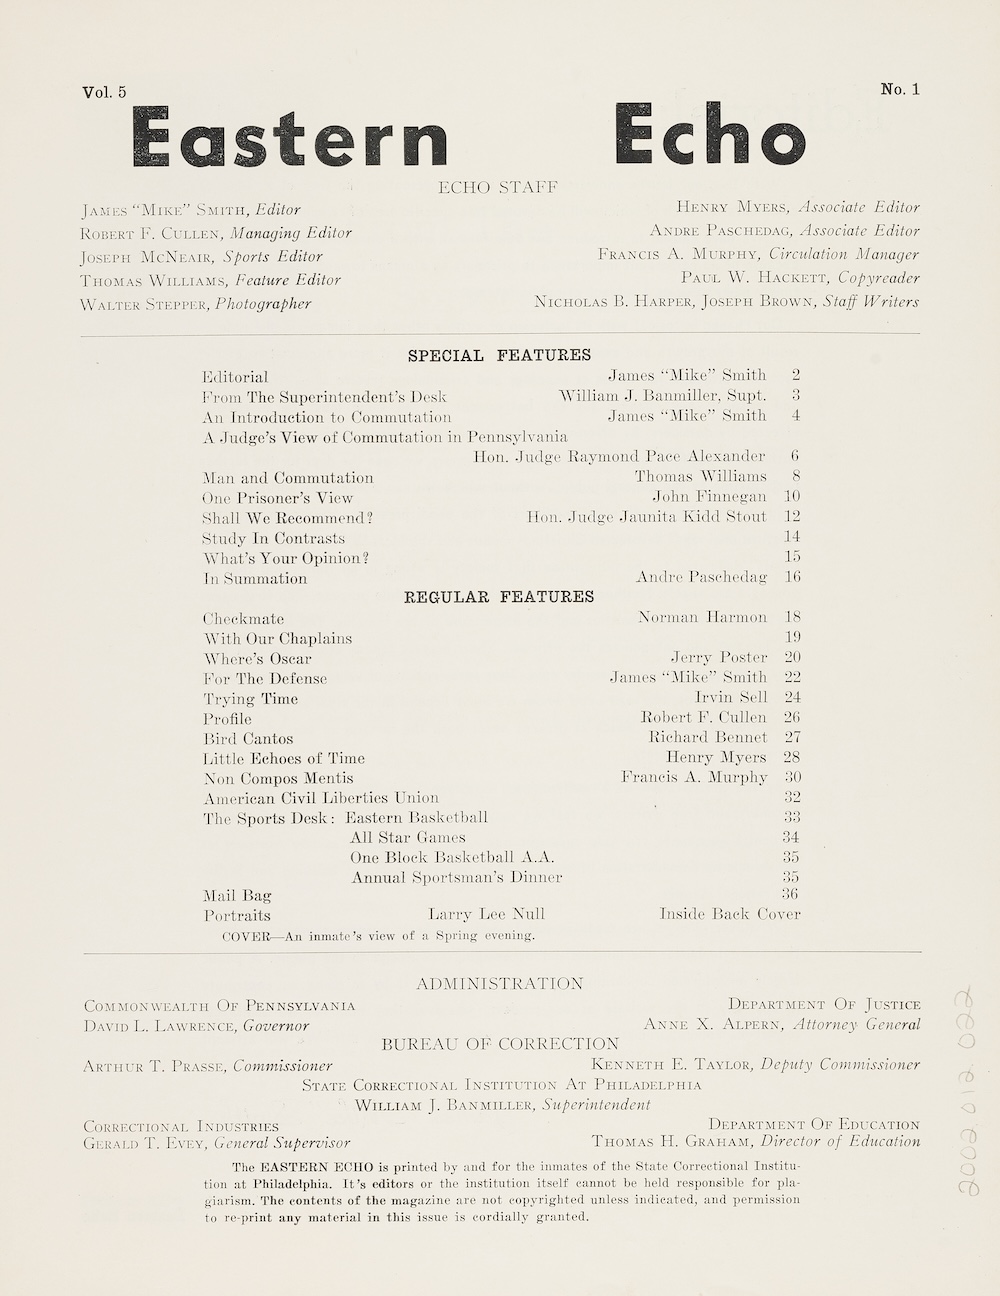 Vol. 5 No. 1
Eastern Echo
ECHO STAFF
JAMES “MIKE” SMITH, Editor HENRY MYERS, Associate Editor
ROBERT F. CULLEN, Managing Editor ANDRE PASCHEDAG, Associate Editor
JOSEPH MCNEAIR, Sports Editor FRANCIS A. MURPHY, Circulation Manager
THOMAS WILLIAMS, Feature Editor PAUL W. HACKETT, Copyreader
WALTER STEPPER, Photographer NICHOLAS B. HARPER, JOSEPH BROWN, Staff Writers
SPECIAL FEATURES
Editorial James “Mike” Smith 2
From The Superintendent’s Desk William J. Banmiller, Supt. 3
An Introduction to Commutation James “Mike” Smith 4
A Judge’s View of Commutation in Pennsylvania
Hon. Judge Raymond Pace Alexander 6
Man and Commutation Thomas Williams 8
One Prisoner’s View John Finnegan 10
Shall We Recommend? Hon. Judge Jaunita Kidd Stout 12
Study In Contrasts 14
What’s Your Opinion? 15
In Summation Andre Paschedag 16
REGULAR FEATURES
Checkmate Norman Harmon 18
With Our Chaplains 19
Where’s Oscar Jerry Poster 20
For The Defense James “Mike” Smith 22
Trying Time Irvin Sell 24
Profile Robert F. Cullen 26
Bird Cantos Richard Bennet 27
Little Echoes of Time Henry Myers 28
Non Compos Mentis Francis A. Murphy 30
American Civil Liberties Union 32
The Sports Desk: Eastern Basketball 33
All Star Games 34
One Block Basketball A.A. 35
Annual Sportsman’s Dinner 35
Mail Bag 36
Portraits Larry Lee Null Inside Back Cover
COVER—An inmate’s view of a Spring evening.
ADMINISTRATION
COMMONWEALTH OF PENNSYLVANIA DEPARTMENT OF JUSTICE
DAVID L. LAWRENCE, Governor ANNE X. ALPERN, Attorney General
BUREAU OF CORRECTION
ARTHUR T. PRASSE, Commissioner KENNETH E. TAYLOR, Deputy Commissioner
STATE CORRECTIONAL INSTITUTION AT PHILADELPHIA
WILLIAM J. BANMILLER, Superintendent
CORRECTIONAL INDUSTRIES DEPARTMENT OF EDUCATION
GERALD T. EVEY, General Supervisor THOMAS H. GRAHAM, Director of Education
The EASTERN ECHO is printed by and for the inmates of the State Correctional Institu-
tion at Philadelphia. It’s editors or the institution itself cannot be held responsible for pla-
giarism. The contents of the magazine are not copyrighted unless indicated, and permission
to re-print any material in this issue is cordially granted.